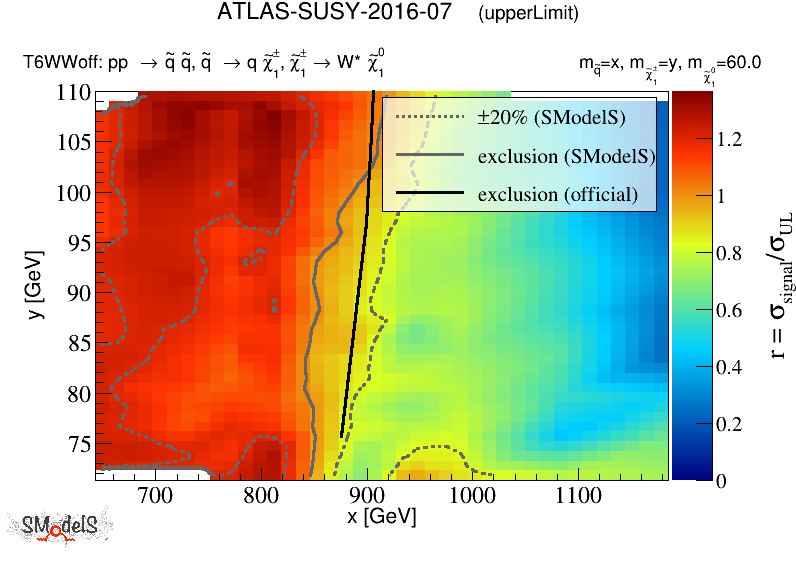 ATLAS-SUSY-2016-07 (upperLimit)
T6WWoff: pp → q̃ q̃, q̃ → q χ̃₁±, χ̃₁± → W* χ̃₁⁰
m_q̃=x, m_χ̃₁±=y, m_χ̃₁⁰=60.0
±20% (SModelS)
exclusion (SModelS)
exclusion (official)
110
105
100
95
90
85
80
75
y [GeV]
700 800 900 1000 1100
x [GeV]
1.2
1
0.8
0.6
0.4
0.2
0
r = σ_signal/σ_UL
SModelS